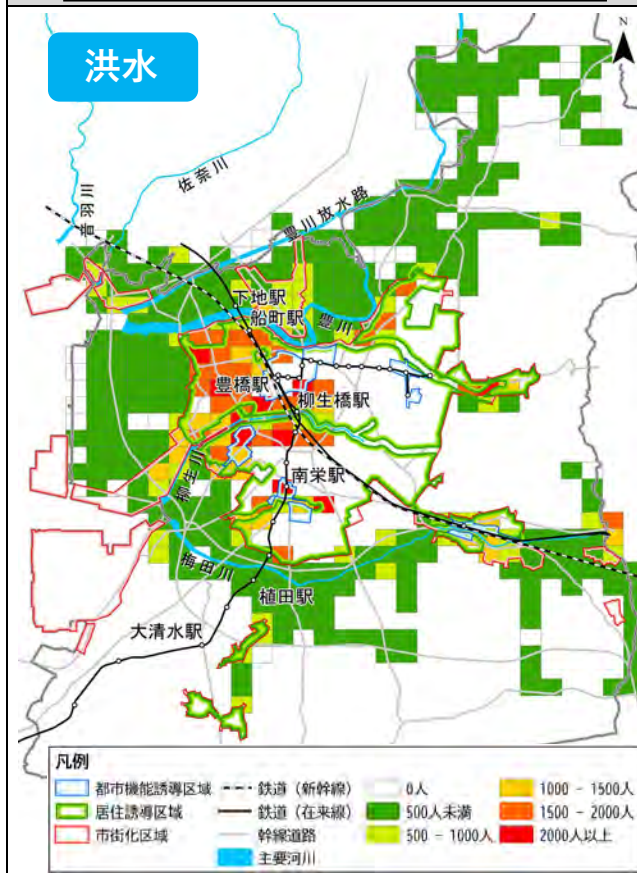 洪水
N
音羽川
佐奈川
豊川放水路
下地駅
船町駅
豊川
豊橋駅
柳生橋駅
柳生川
南栄駅
梅田川
植田駅
大清水駅
凡例
都市機能誘導区域 鉄道（新幹線） 0人 1000 - 1500人
居住誘導区域 鉄道（在来線） 500人未満 1500 - 2000人
市街化区域 幹線道路 500 - 1000人 2000人以上
主要河川